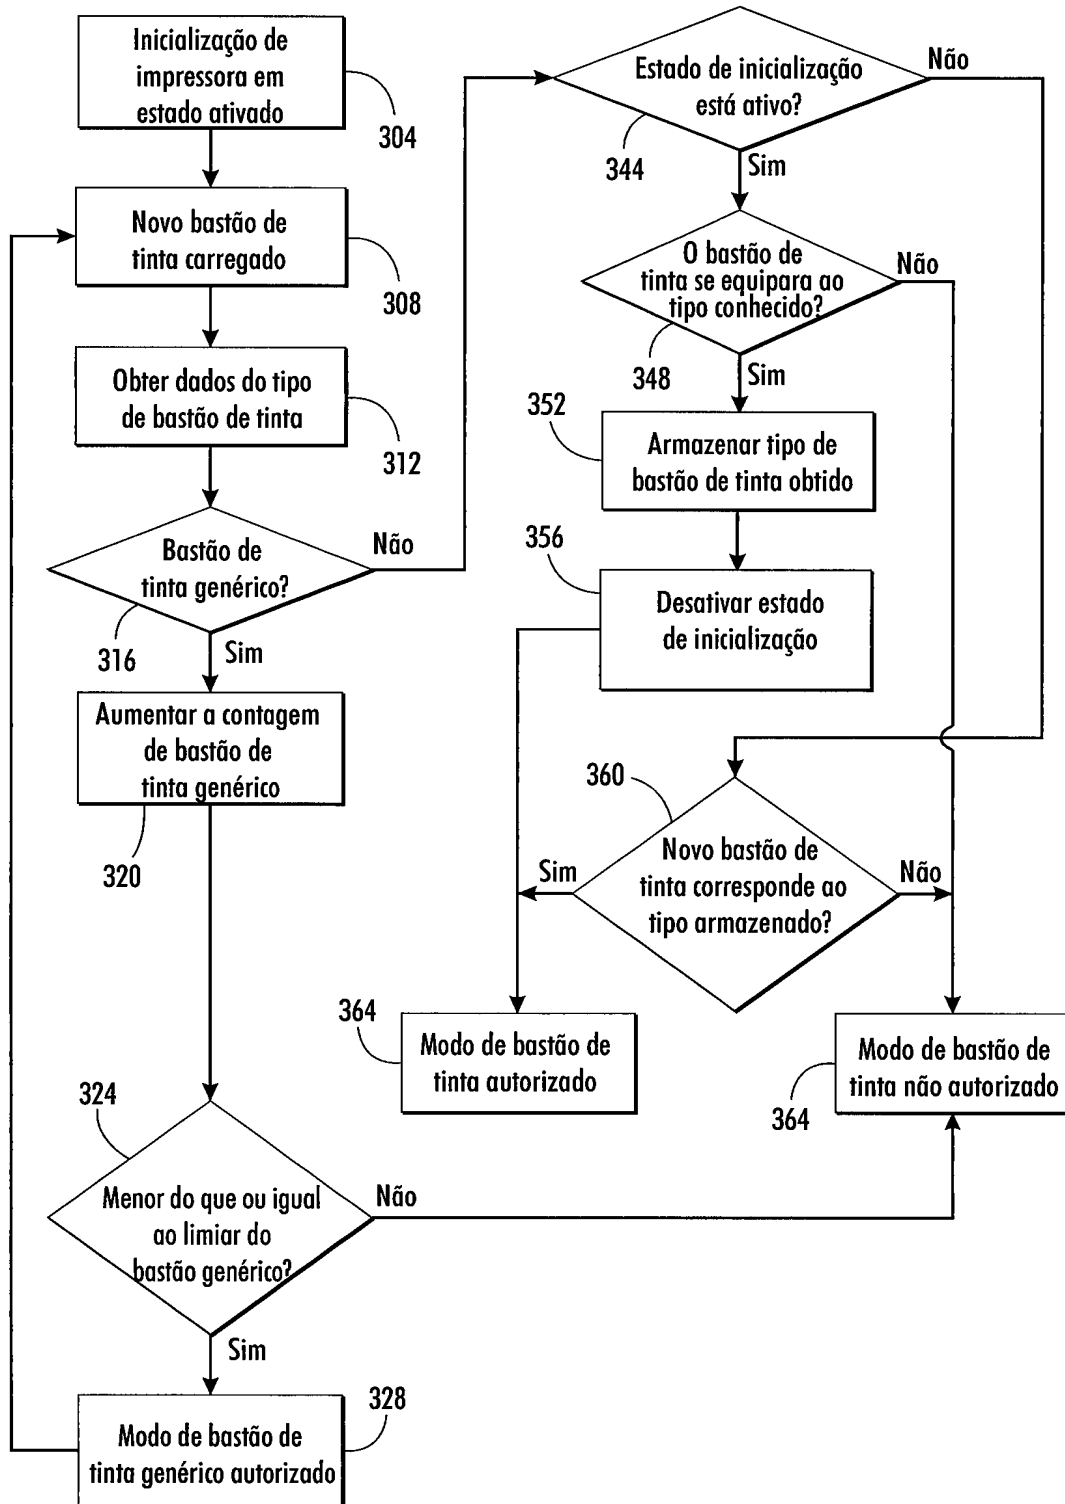 Inicialização de
impressora em
estado ativado
304
Novo bastão de
tinta carregado
308
Obter dados do tipo
de bastão de tinta
312
Bastão de
tinta genérico?
Não
316
Sim
Aumentar a contagem
de bastão de
tinta genérico
320
324
Menor do que ou igual
ao limiar do
bastão genérico?
Não
Sim
328
Modo de bastão de
tinta genérico autorizado
Estado de inicialização
está ativo?
Não
344
Sim
O bastão de
tinta se equipara ao
tipo conhecido?
Não
348
Sim
352
Armazenar tipo de
bastão de tinta obtido
356
Desativar estado
de inicialização
360
Novo bastão de
tinta corresponde ao
tipo armazenado?
Sim
Não
364
Modo de bastão de
tinta autorizado
Modo de bastão de
tinta não autorizado
364